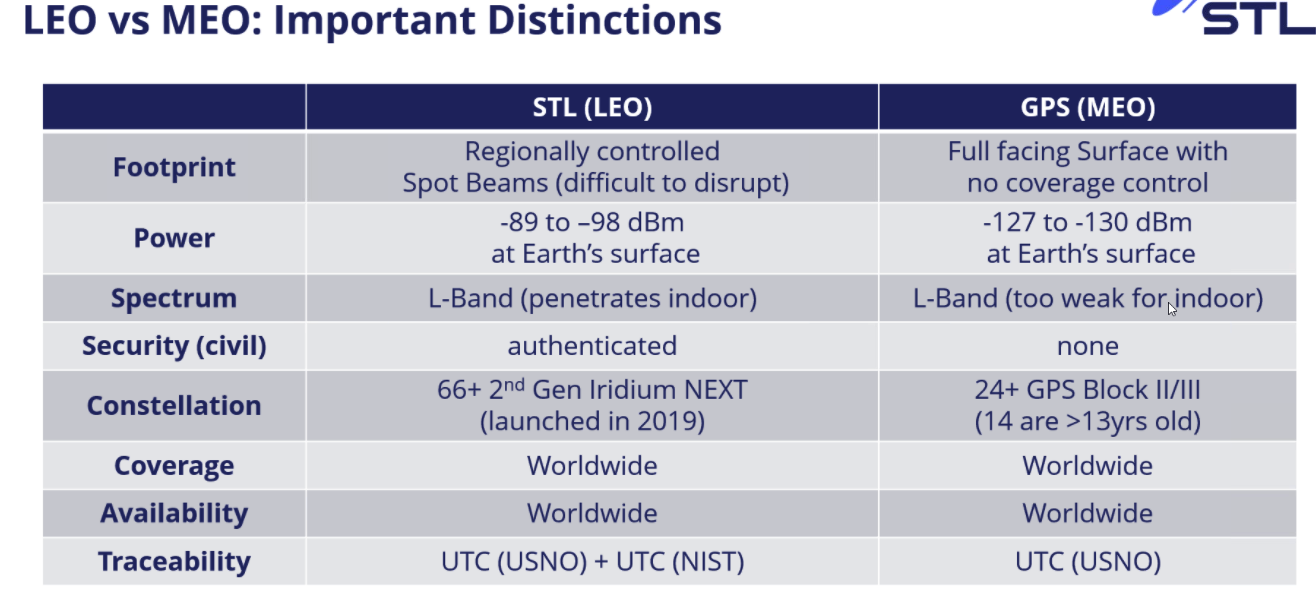 LEO vs MEO: Important Distinctions
STL
STL (LEO)
GPS (MEO)
Footprint
Regionally controlled
Spot Beams (difficult to disrupt)
Full facing Surface with
no coverage control
Power
-89 to –98 dBm
at Earth’s surface
-127 to -130 dBm
at Earth’s surface
Spectrum
L-Band (penetrates indoor)
L-Band (too weak for indoor)
Security (civil)
authenticated
none
Constellation
66+ 2nd Gen Iridium NEXT
(launched in 2019)
24+ GPS Block II/III
(14 are >13yrs old)
Coverage
Worldwide
Worldwide
Availability
Worldwide
Worldwide
Traceability
UTC (USNO) + UTC (NIST)
UTC (USNO)